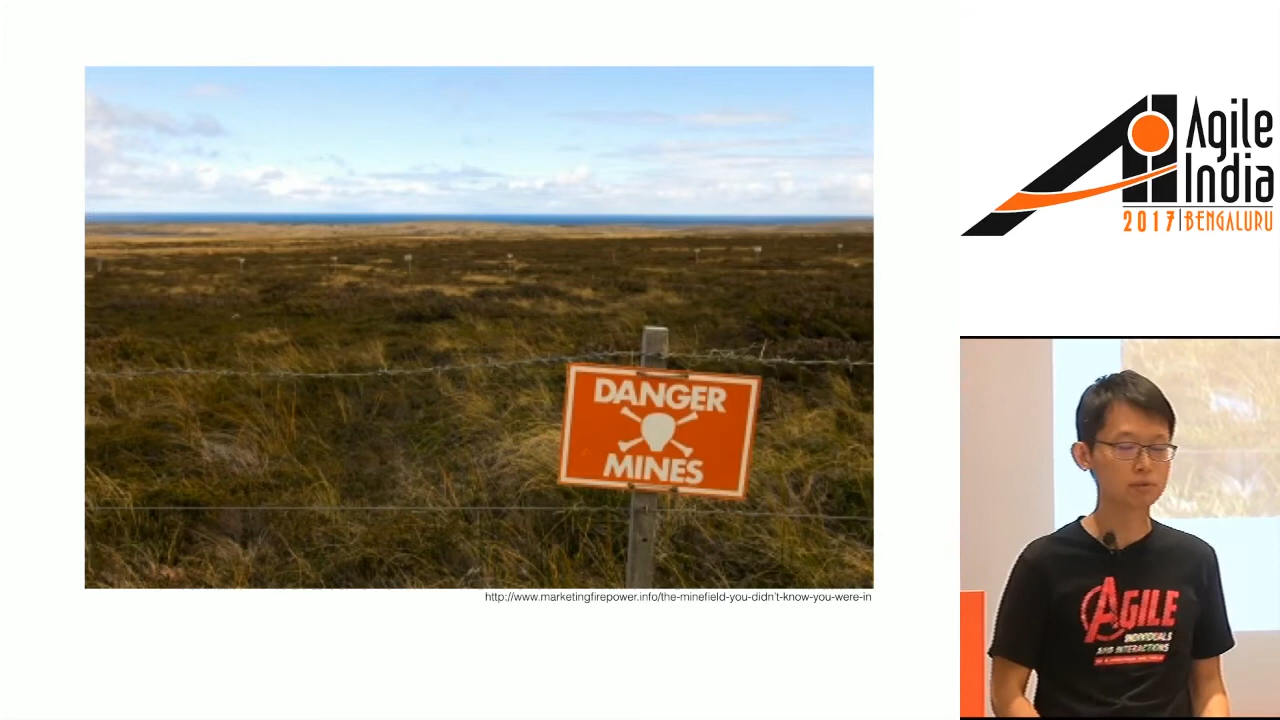 DANGER
MINES
http://www.marketingfirepower.info/the-minefield-you-didn't-know-you-were-in
Agile
India
2017 | BENGALURU
AGILE
INDIVIDUALS
AND INTERACTIONS